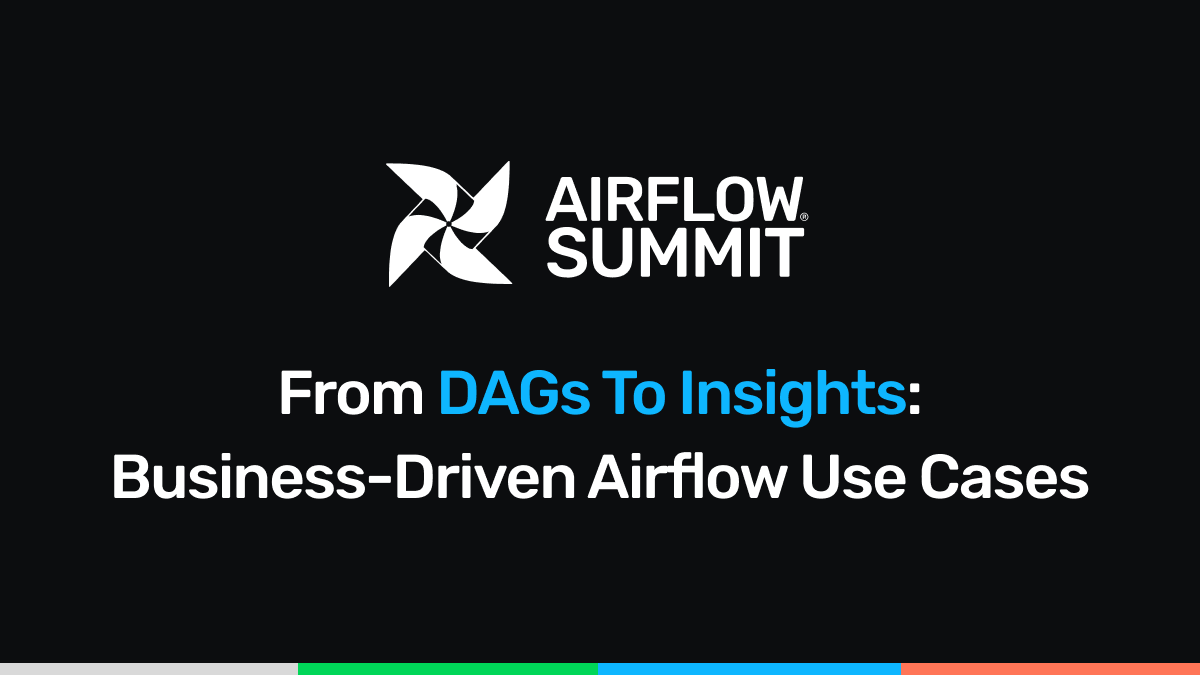 AIRFLOW
SUMMIT®
From DAGs To Insights:
Business-Driven Airflow Use Cases